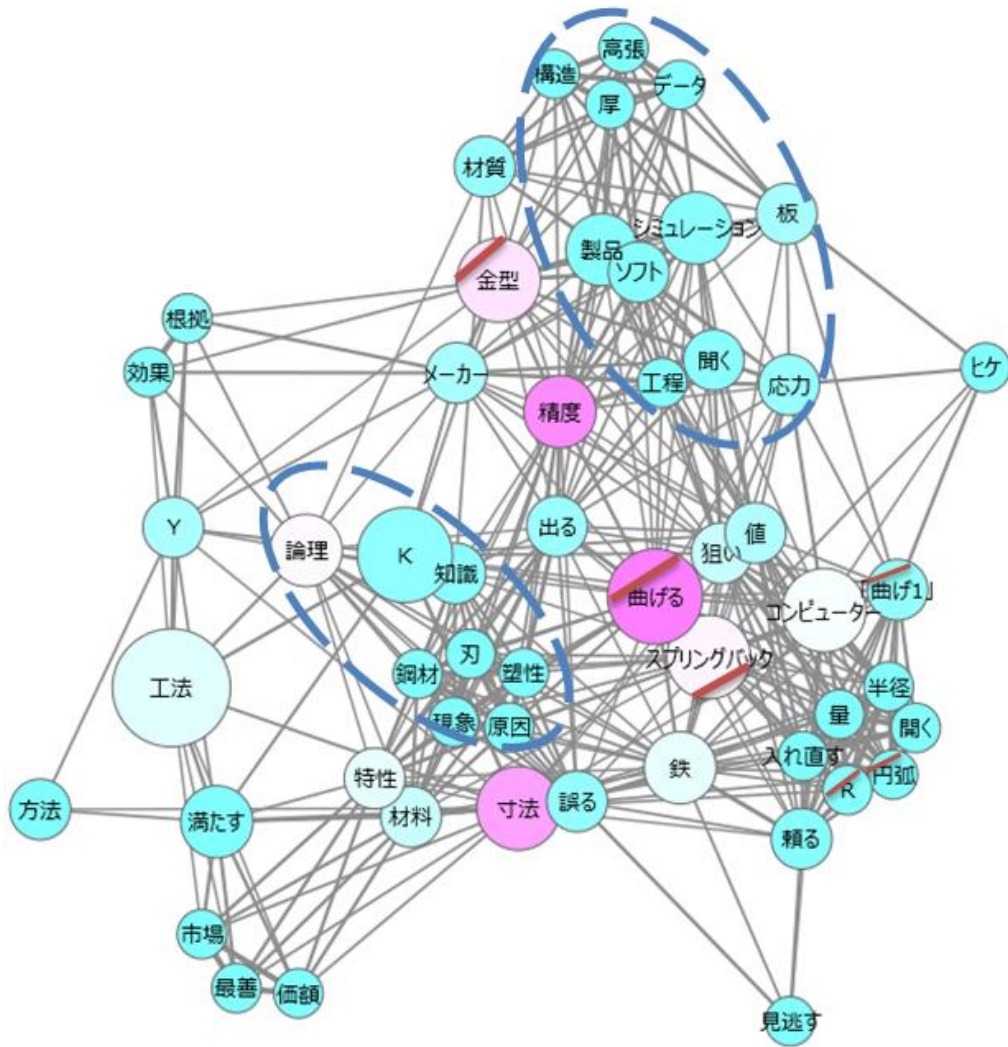 高張
構造
データ
厚
材質
板
シミュレーション
製品
ソフト
金型
根拠
効果
メーカー
聞く
ヒケ
工程
応力
精度
Y
論理
K
出る
値
狙い
知識
曲げる
「曲げ1」
コンピューター
スプリングバック
刃
鋼材
塑性
工法
半径
現象
原因
量
開く
入れ直す
特性
鉄
円弧
R
方法
満たす
材料
寸法
誤る
頼る
市場
最善
価額
見逃す